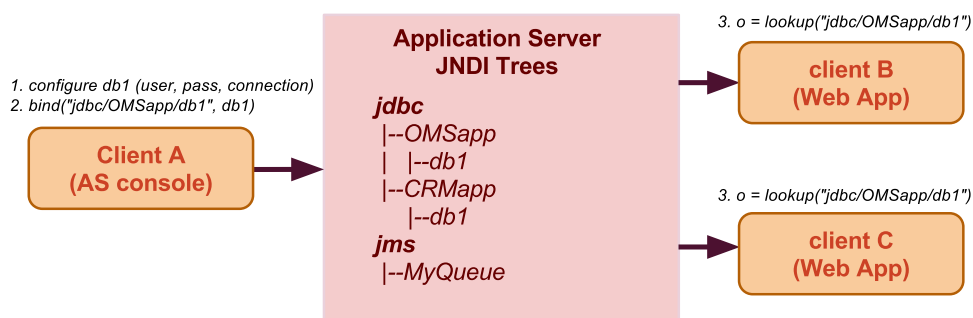 1. configure db1 (user, pass, connection)
2. bind("jdbc/OMSapp/db1", db1)
Client A
(AS console)
Application Server
JNDI Trees
jdbc
|--OMSapp
|   |--db1
|--CRMapp
    |--db1
jms
|--MyQueue
3. o = lookup("jdbc/OMSapp/db1")
client B
(Web App)
3. o = lookup("jdbc/OMSapp/db1")
client C
(Web App)